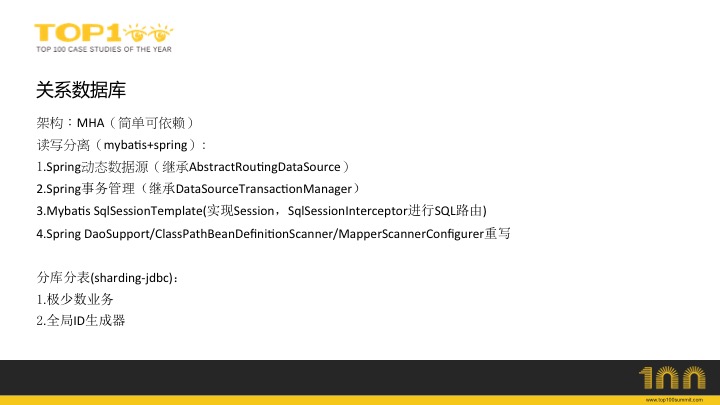 TOP100
TOP 100 CASE STUDIES OF THE YEAR
关系数据库
架构：MHA（简单可依赖）
读写分离（mybatis+spring）:
1.Spring动态数据源（继承AbstractRoutingDataSource）
2.Spring事务管理（继承DataSourceTransactionManager）
3.Mybatis SqlSessionTemplate(实现Session，SqlSessionInterceptor进行SQL路由)
4.Spring DaoSupport/ClassPathBeanDefinitionScanner/MapperScannerConfigurer重写
分库分表(sharding-jdbc)：
1.极少数业务
2.全局ID生成器
100
www.top100summit.com